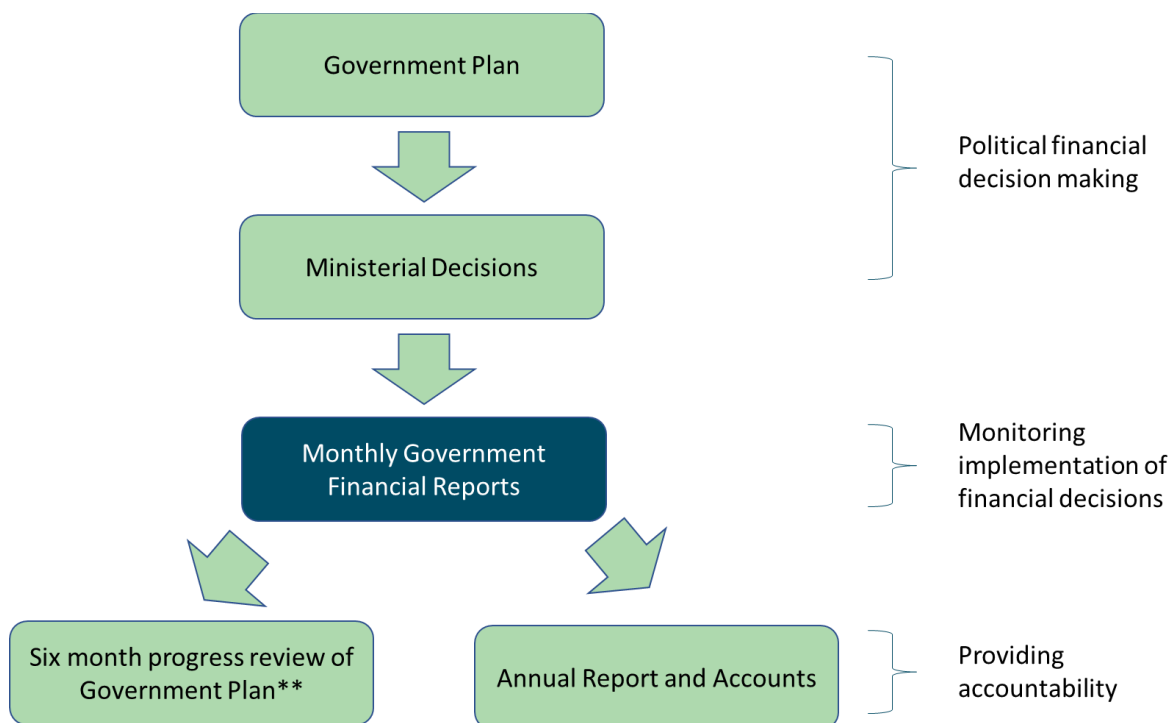 Government Plan
Political financial
decision making
Ministerial Decisions
Monthly Government
Financial Reports
Monitoring
implementation of
financial decisions
Six month progress review of
Government Plan**
Annual Report and Accounts
Providing
accountability